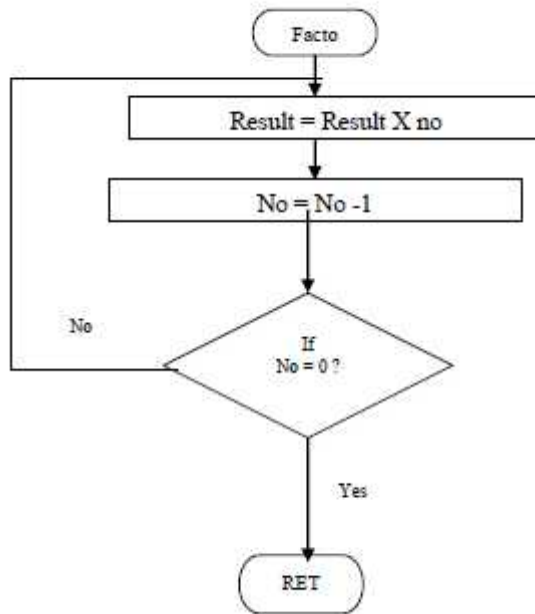 Facto
Result = Result X no
No = No -1
No
If
No = 0 ?
Yes
RET